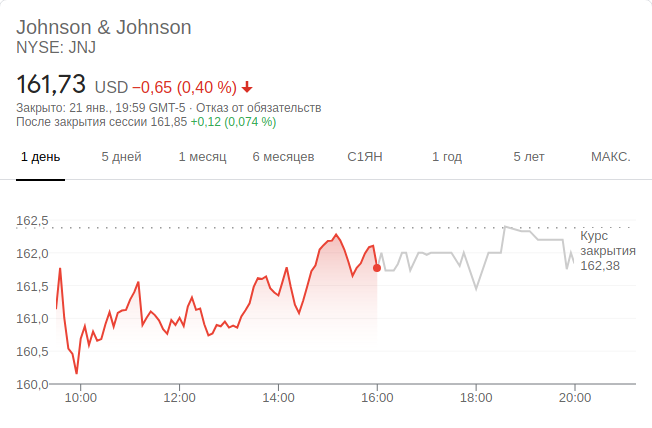 Johnson & Johnson
NYSE: JNJ
161,73 USD −0,65 (0,40 %)
Закрыто: 21 янв., 19:59 GMT-5 · Отказ от обязательств
После закрытия сессии 161,85 +0,12 (0,074 %)
1 день 5 дней 1 месяц 6 месяцев С1ЯН 1 год 5 лет МАКС.
162,5
162,0
161,5
161,0
160,5
160,0
Курс
закрытия
162,38
10:00 12:00 14:00 16:00 18:00 20:00